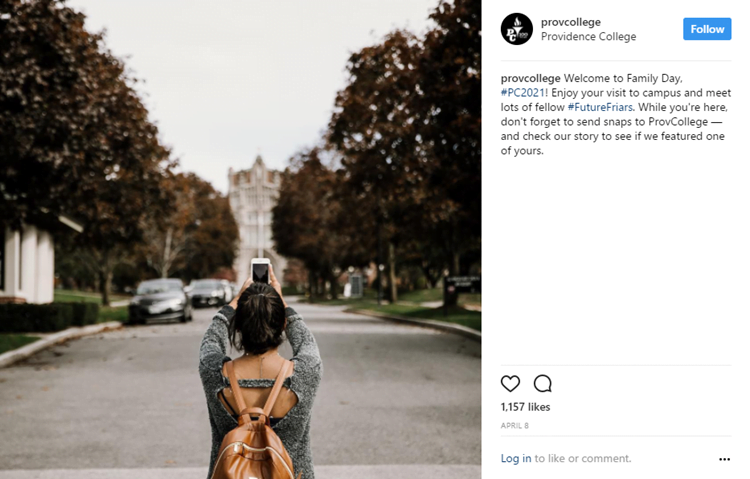 provcollege
Providence College
Follow
provcollege Welcome to Family Day,
#PC2021! Enjoy your visit to campus and meet
lots of fellow #FutureFriars. While you're here,
don't forget to send snaps to ProvCollege —
and check our story to see if we featured one
of yours.
1,157 likes
APRIL 8
Log in to like or comment.